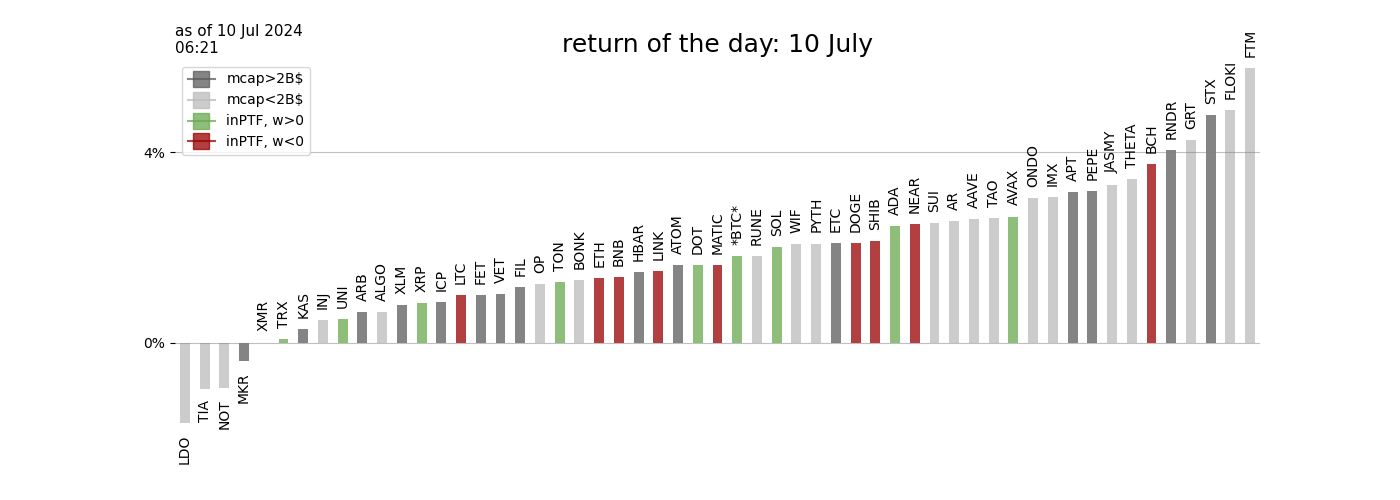 as of 10 Jul 2024
06:21
return of the day: 10 July
mcap>2B$
mcap<2B$
inPTF, w>0
inPTF, w<0
4%
0%
LDO
TIA
NOT
MKR
XMR
TRX
KAS
INJ
UNI
ARB
ALGO
XLM
XRP
ICP
LTC
FET
VET
FIL
OP
TON
BONK
ETH
BNB
HBAR
LINK
ATOM
DOT
MATIC
*BTC*
RUNE
SOL
WIF
PYTH
ETC
DOGE
SHIB
ADA
NEAR
SUI
AR
AAVE
TAO
AVAX
ONDO
IMX
APT
PEPE
JASMY
THETA
BCH
RNDR
GRT
STX
FLOKI
FTM